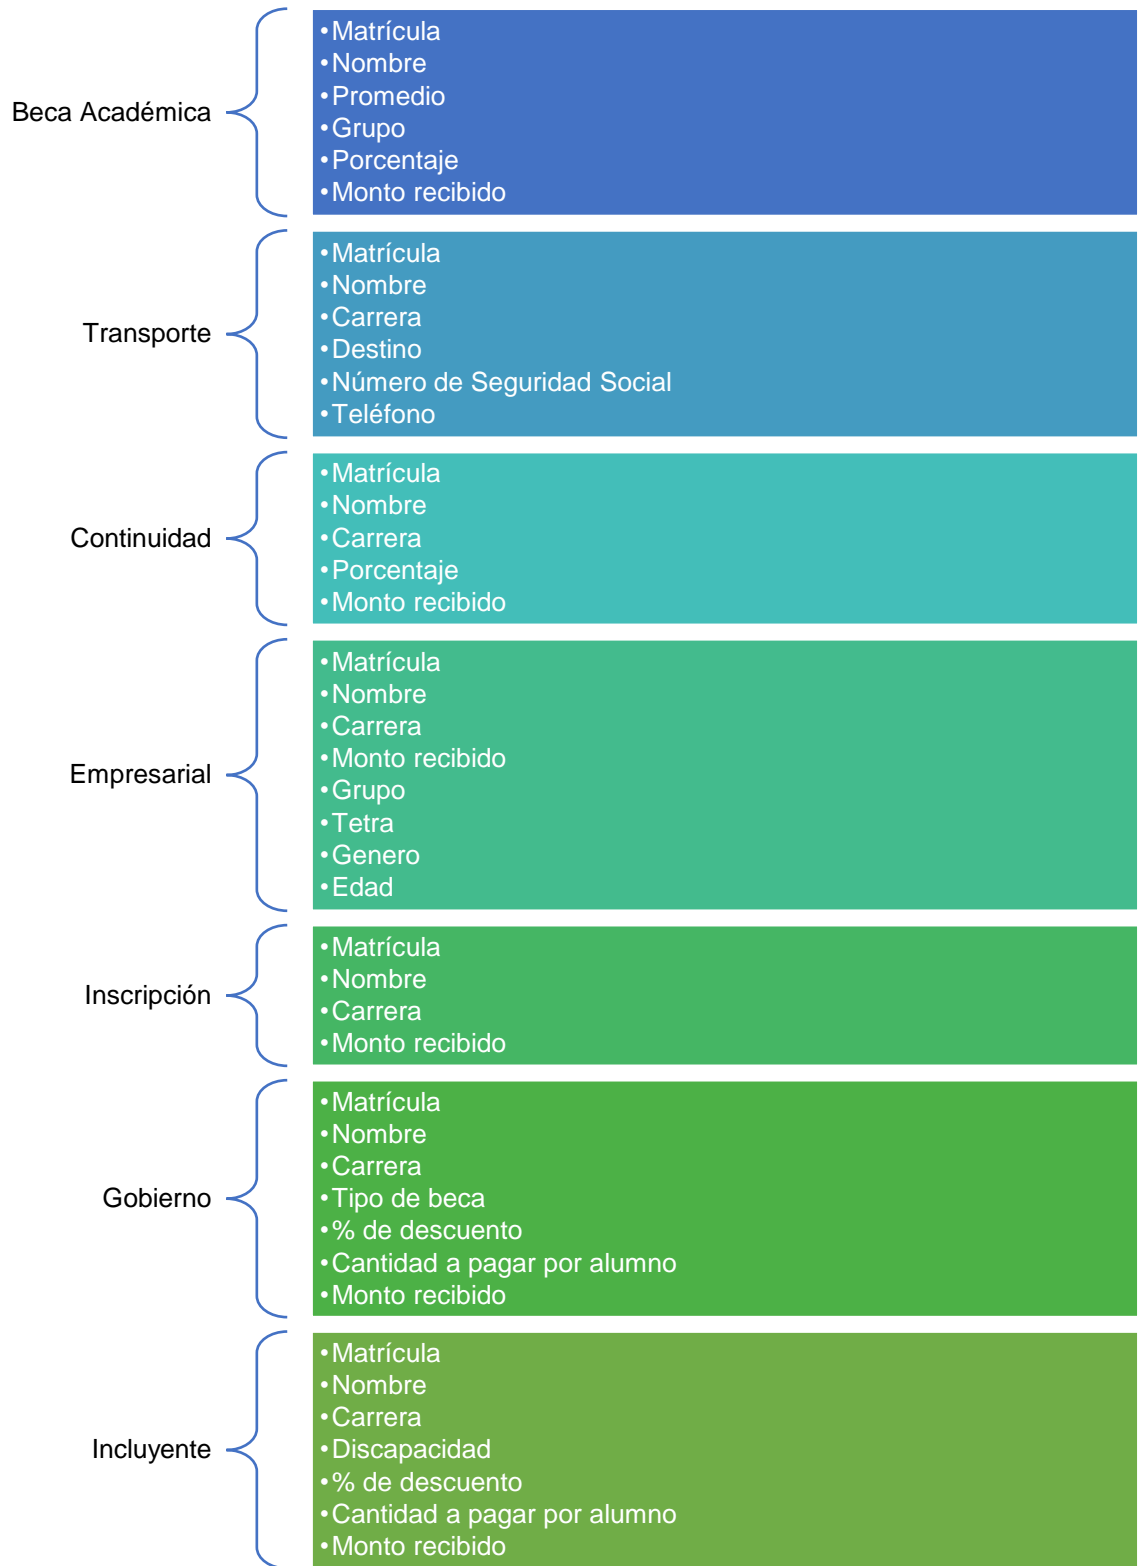 Beca Académica
•Matrícula
•Nombre
•Promedio
•Grupo
•Porcentaje
•Monto recibido
Transporte
•Matrícula
•Nombre
•Carrera
•Destino
•Número de Seguridad Social
•Teléfono
Continuidad
•Matrícula
•Nombre
•Carrera
•Porcentaje
•Monto recibido
Empresarial
•Matrícula
•Nombre
•Carrera
•Monto recibido
•Grupo
•Tetra
•Genero
•Edad
Inscripción
•Matrícula
•Nombre
•Carrera
•Monto recibido
Gobierno
•Matrícula
•Nombre
•Carrera
•Tipo de beca
•% de descuento
•Cantidad a pagar por alumno
•Monto recibido
Incluyente
•Matrícula
•Nombre
•Carrera
•Discapacidad
•% de descuento
•Cantidad a pagar por alumno
•Monto recibido